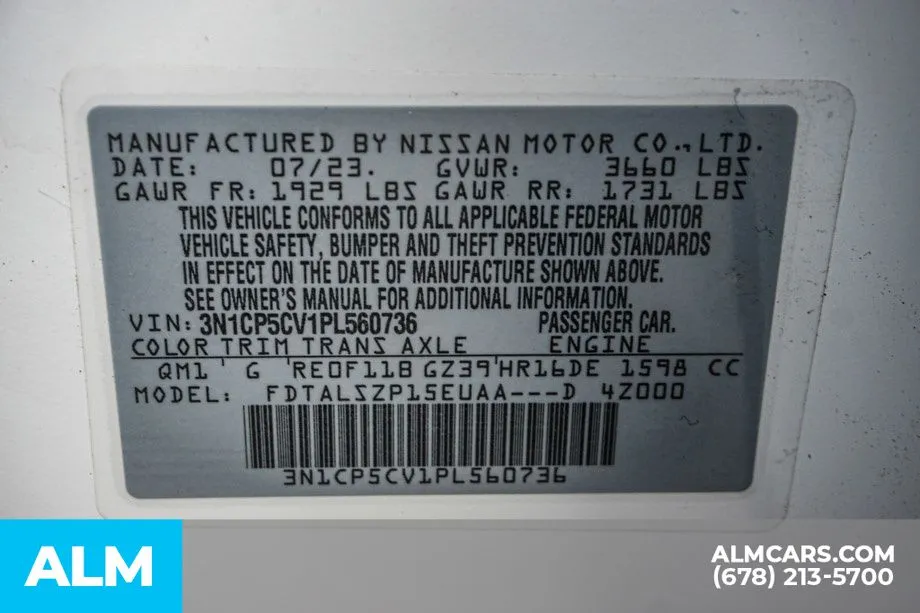 MANUFACTURED BY NISSAN MOTOR CO., LTD.
DATE: 07/23. GVWR: 3660 LBS
GAWR FR: 1929 LBS GAWR RR: 1731 LBS
THIS VEHICLE CONFORMS TO ALL APPLICABLE FEDERAL MOTOR
VEHICLE SAFETY, BUMPER AND THEFT PREVENTION STANDARDS
IN EFFECT ON THE DATE OF MANUFACTURE SHOWN ABOVE.
SEE OWNER'S MANUAL FOR ADDITIONAL INFORMATION.
VIN: 3N1CP5CV1PL560736 PASSENGER CAR.
COLOR TRIM TRANS AXLE ENGINE
QM1 G RE0F11B GZ39 HR16DE 1598 CC
MODEL: FDTALSZP15EUAA---D 4Z000
3N1CP5CV1PL560736
ALM
ALMCARS.COM
(678) 213-5700